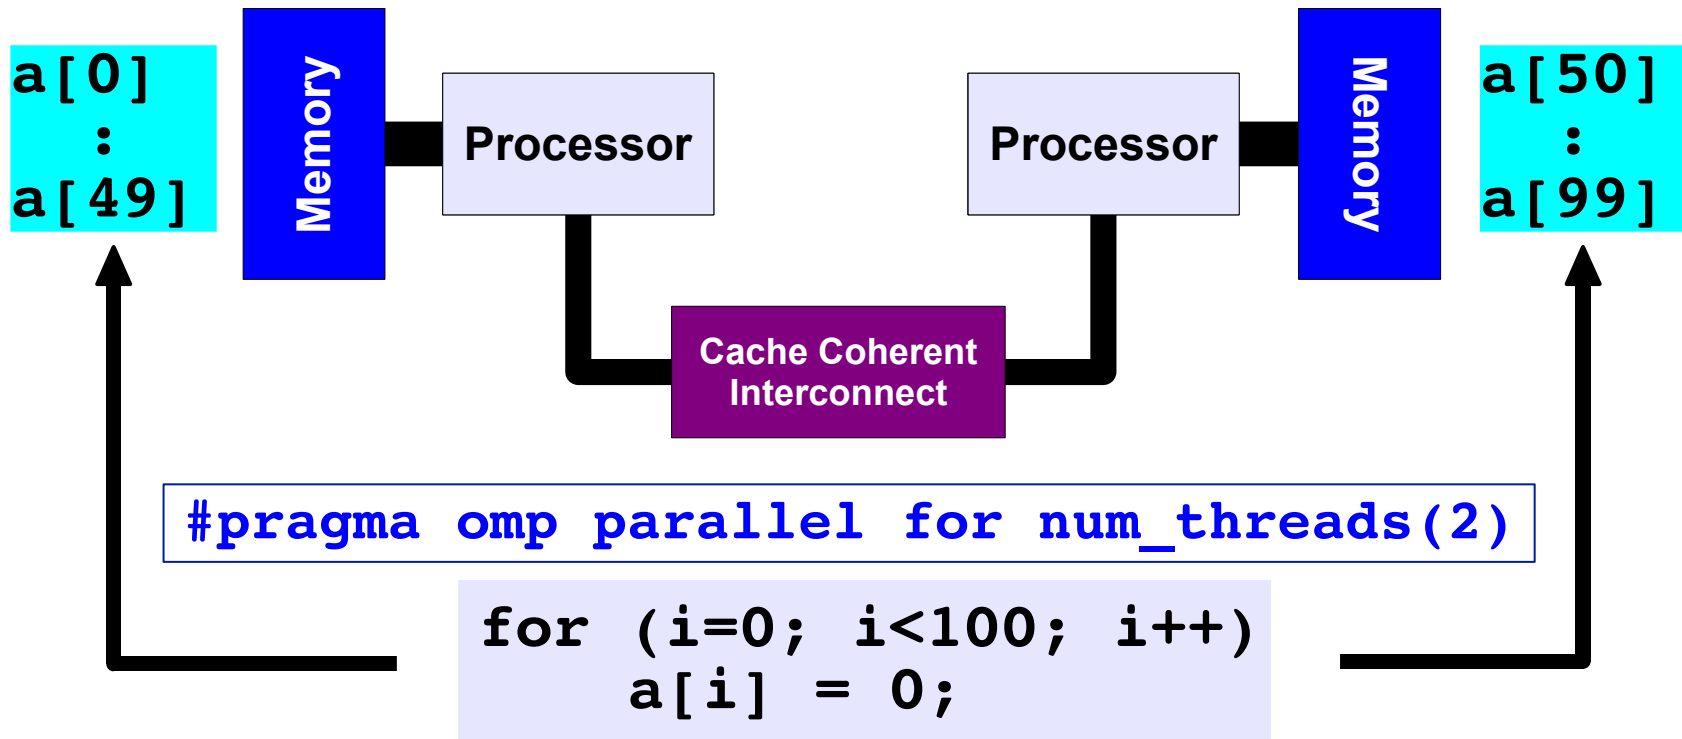 a[0]
:
a[49]
Memory
Processor
Processor
Memory
a[50]
:
a[99]
Cache Coherent
Interconnect
#pragma omp parallel for num_threads(2)
for (i=0; i<100; i++)
a[i] = 0;